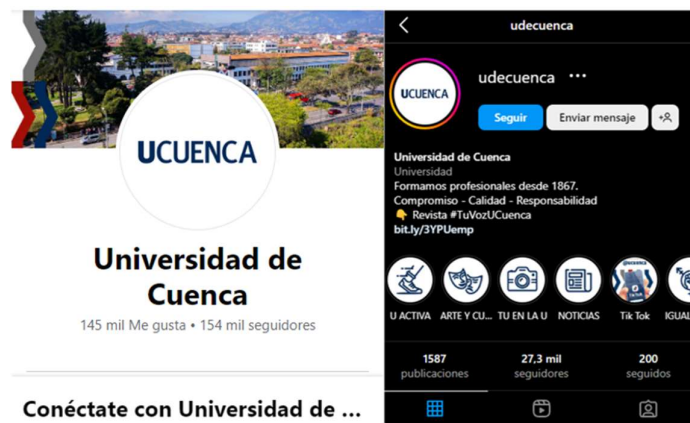 UCUENCA
Universidad de
Cuenca
145 mil Me gusta • 154 mil seguidores
Conéctate con Universidad de ...
udecuenca
UCUENCA
udecuenca
Seguir
Enviar mensaje
Universidad de Cuenca
Universidad
Formamos profesionales desde 1867.
Compromiso - Calidad - Responsabilidad
👇 Revista #TuVozUCuenca
bit.ly/3YPUemp
U ACTIVA ARTE Y CU... TU EN LA U NOTICIAS Tik Tok IGUAL
1587 27,3 mil 200
publicaciones seguidores seguidos